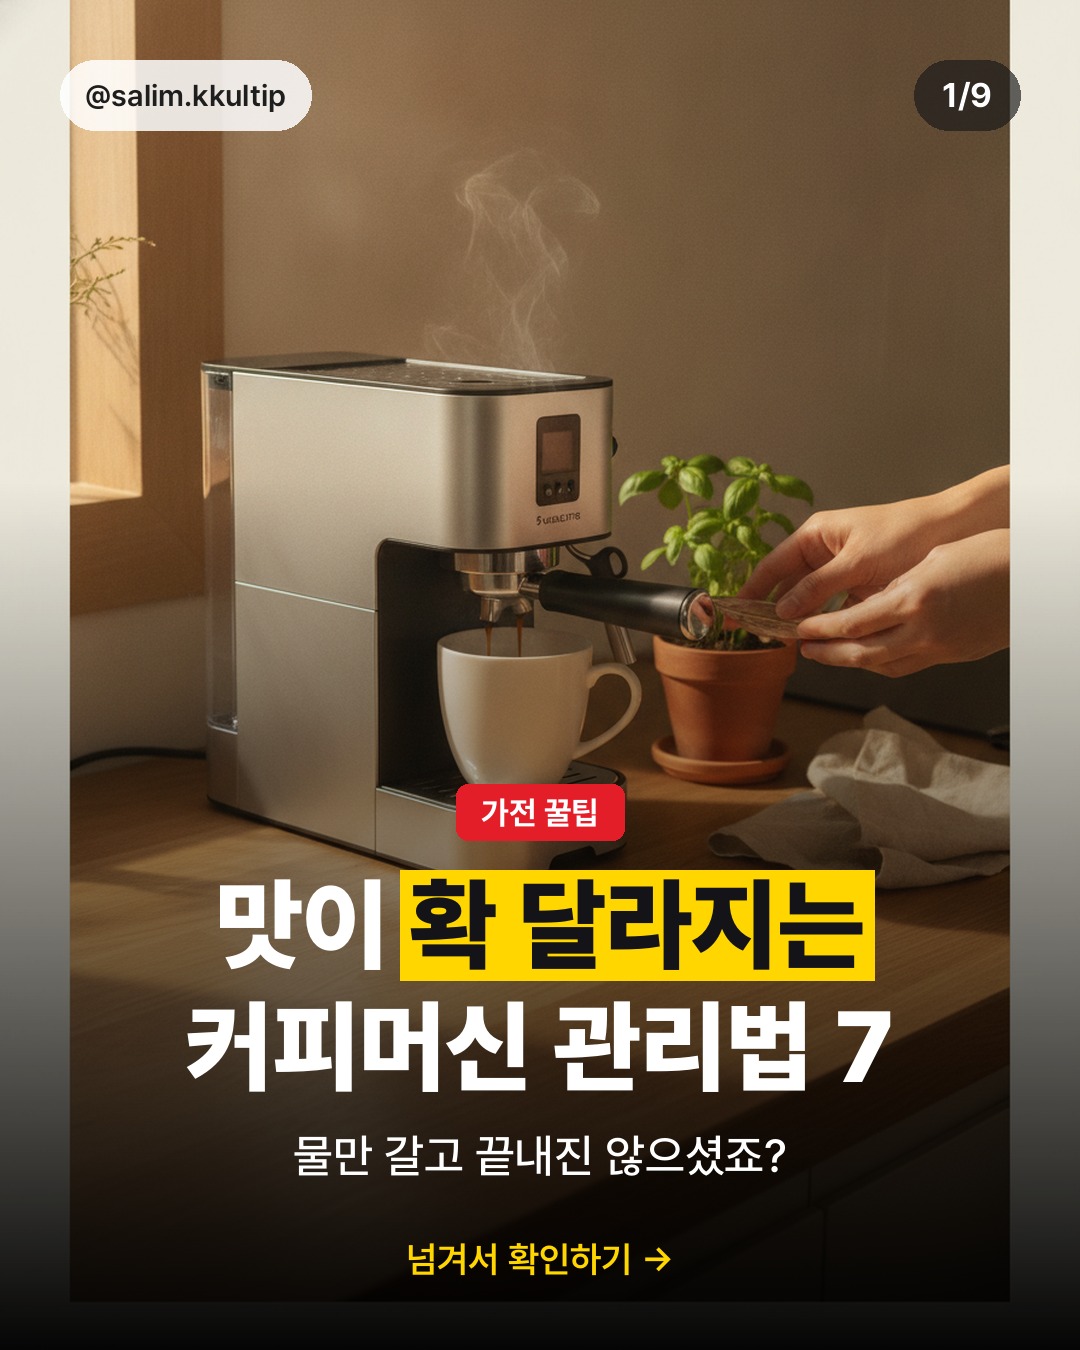 @salim.kkultip
1/9
가전 꿀팁
맛이 확 달라지는
커피머신 관리법 7
물만 갈고 끝내진 않으셨죠?
넘겨서 확인하기 →